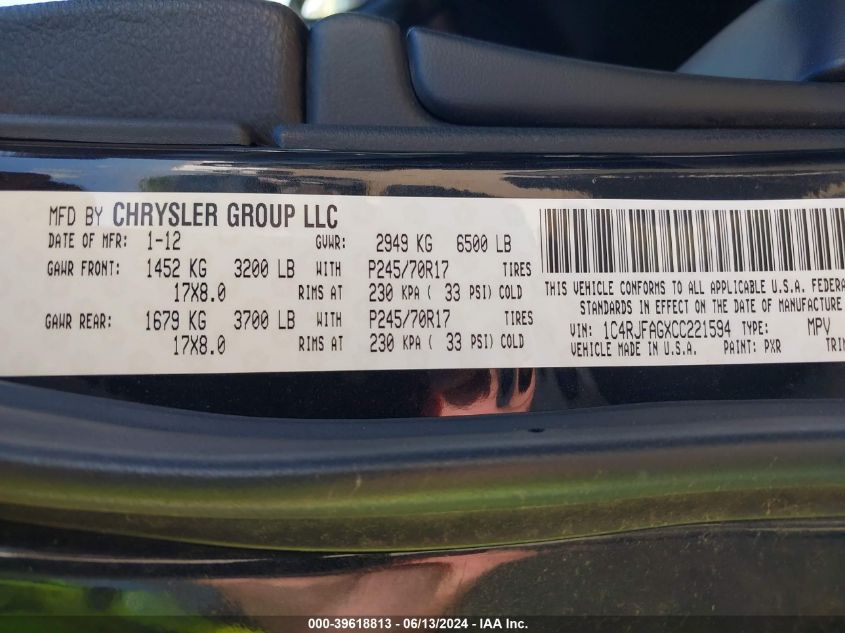 MFD BY CHRYSLER GROUP LLC
DATE OF MFR: 1-12 GVWR: 2949 KG 6500 LB
GAWR FRONT: 1452 KG 3200 LB WITH P245/70R17 TIRES
17X8.0 RIMS AT 230 KPA ( 33 PSI) COLD
GAWR REAR: 1679 KG 3700 LB WITH P245/70R17 TIRES
17X8.0 RIMS AT 230 KPA ( 33 PSI) COLD
THIS VEHICLE CONFORMS TO ALL APPLICABLE U.S.A. FEDERA
STANDARDS IN EFFECT ON THE DATE OF MANUFACTURE
VIN: 1C4RJFAGXCC221594 TYPE: MPV
VEHICLE MADE IN U.S.A. PAINT: PXR TRI
000-39618813 - 06/13/2024 - IAA Inc.